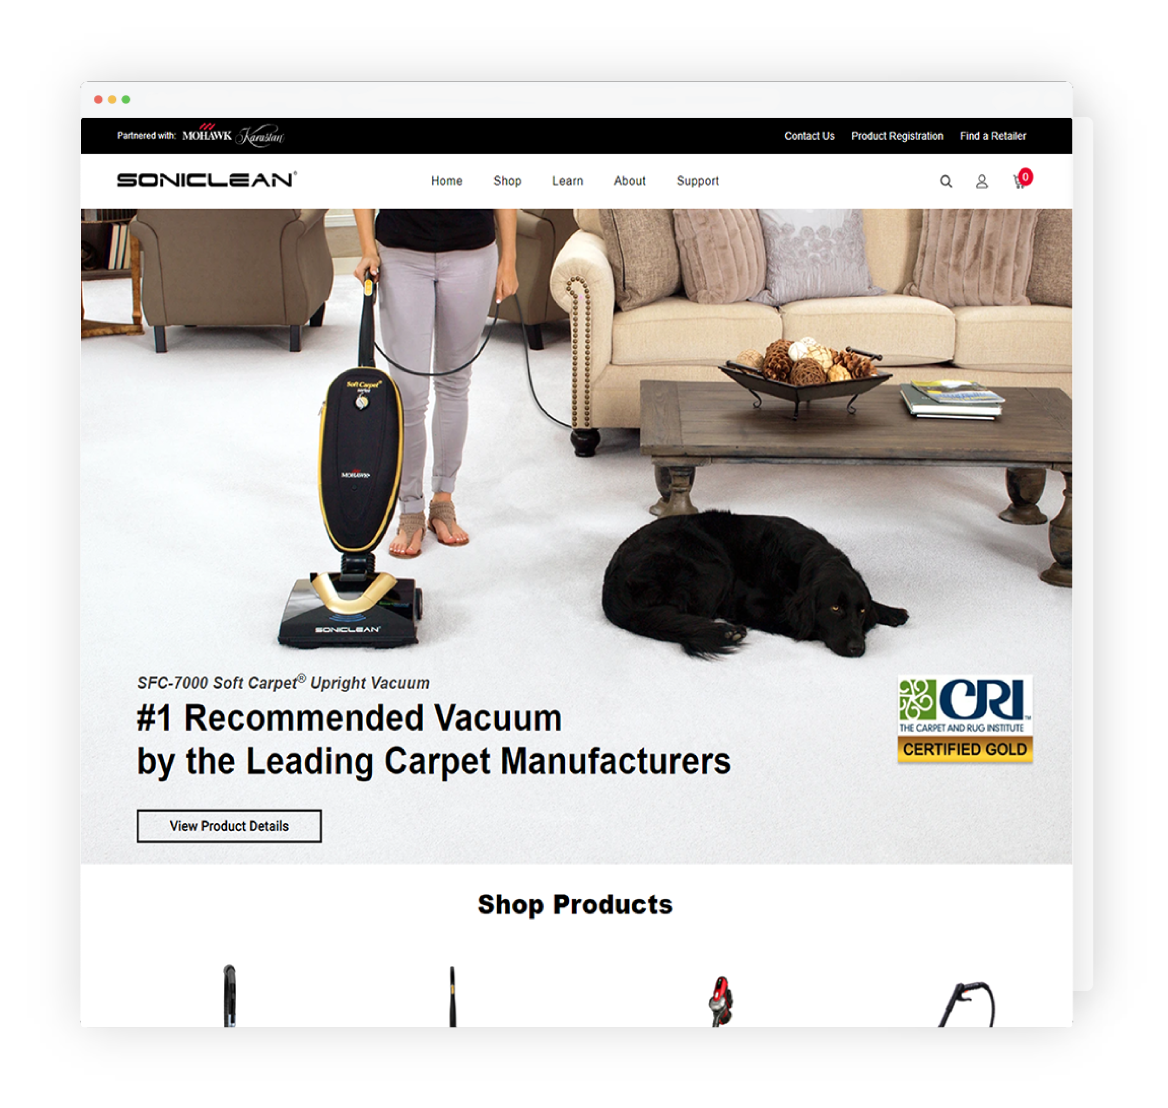 Partnered with: MOHAWK Karastan
Contact Us Product Registration Find a Retailer
SONICLEAN®
Home Shop Learn About Support
0
Soft Carpet®
series
MOHAWK
SONICLEAN®
SFC-7000 Soft Carpet® Upright Vacuum
#1 Recommended Vacuum
by the Leading Carpet Manufacturers
CRI™
THE CARPET AND RUG INSTITUTE
CERTIFIED GOLD
View Product Details
Shop Products